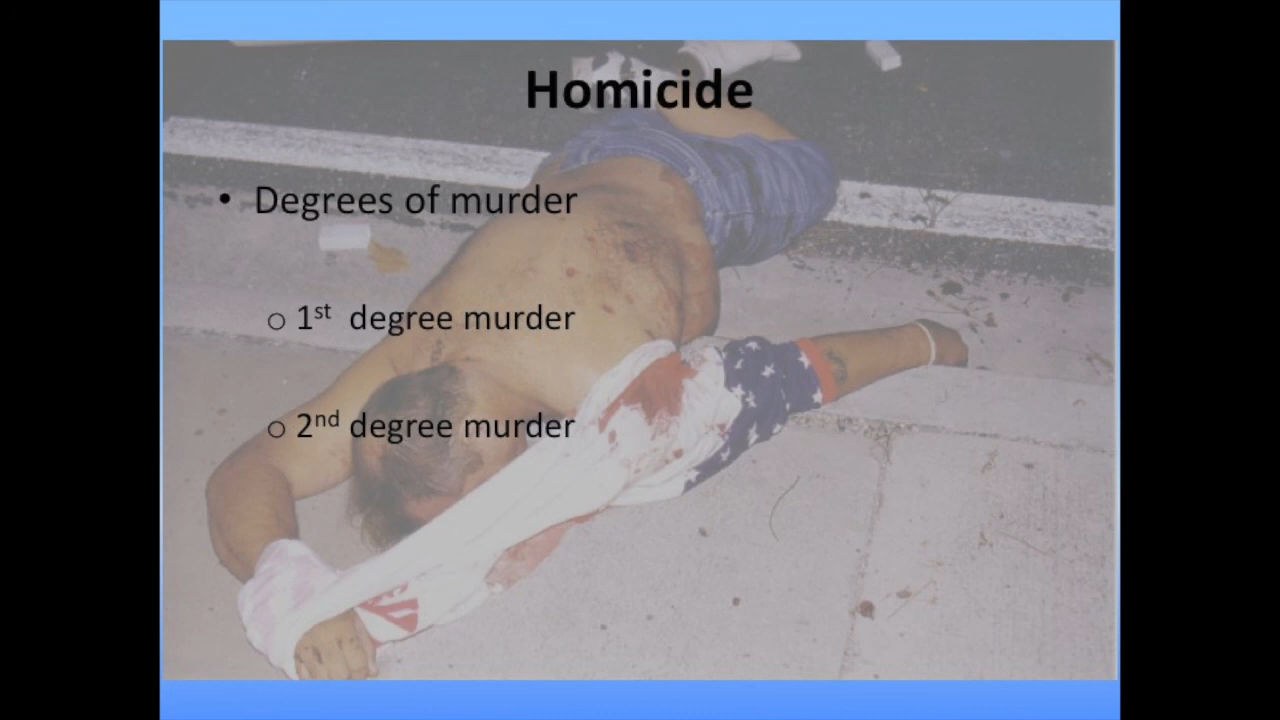 Homicide
• Degrees of murder
o 1st degree murder
o 2nd degree murder